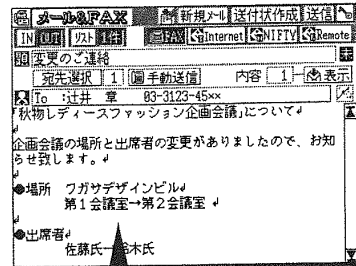 メール&FAX 新規メール 送付状作成 送信
IN OUT リスト 1件 FAX Internet NIFTY Remote
題 変更のご連絡
宛先選択 1 手動送信 内容 1 表示
To :辻井 章 03-3123-45××
「秋物レディースファッション企画会議」について↲
↲
企画会議の場所と出席者の変更がありましたので、お知
らせ致します。↲
↲
●場所 ワガサデザインビル↲
第1会議室→第2会議室 ↲
↲
●出席者↲
佐藤氏 鈴木氏